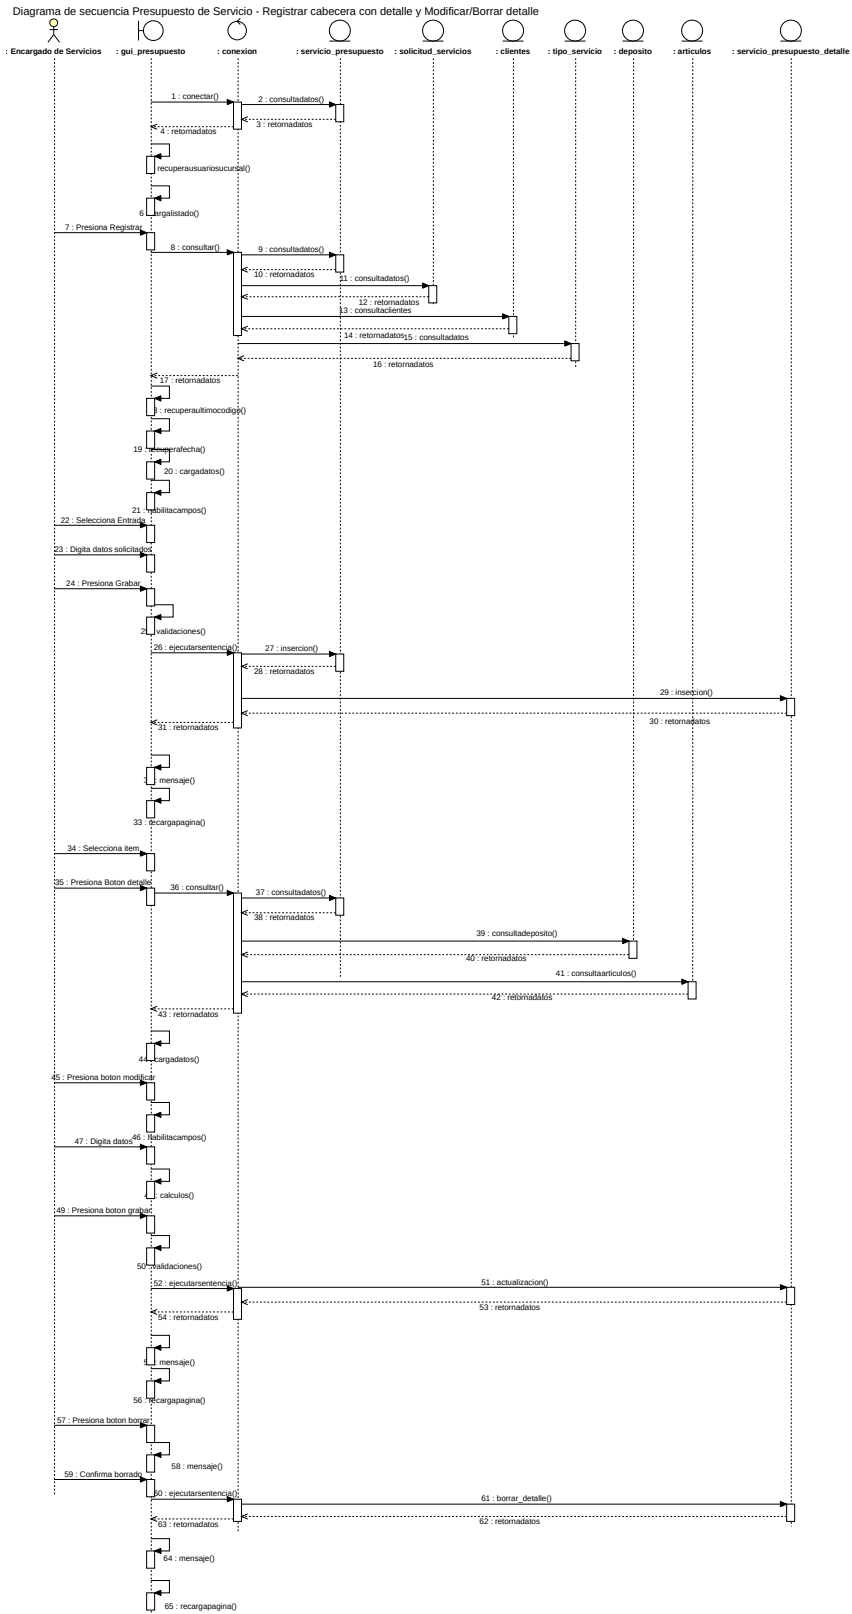 Diagrama de secuencia Presupuesto de Servicio - Registrar cabecera con detalle y Modificar/Borrar detalle
: Encargado de Servicios
: gui_presupuesto
: conexion
: servicio_presupuesto
: solicitud_servicios
: clientes
: tipo_servicio
: deposito
: articulos
: servicio_presupuesto_detalle
1 : conectar()
2 : consultadatos()
3 : retornadatos
4 : retornadatos
recuperausuariosucursal()
6 argalistado()
7 : Presiona Registrar
8 : consultar()
9 : consultadatos()
10 : retornadatos
11 : consultadatos()
12 : retornadatos
13 : consultaclientes
14 : retornadatos
15 : consultadatos
16 : retornadatos
17 : retornadatos
: recuperaultimocodigo()
19 : recuperafecha()
20 : cargadatos()
21 : habilitacampos()
22 : Selecciona Entrada
23 : Digita datos solicitados
24 : Presiona Grabar
validaciones()
26 : ejecutarsentencia()
27 : insercion()
28 : retornadatos
29 : insercion()
30 : retornadatos
31 : retornadatos
: mensaje()
33 : recargapagina()
34 : Selecciona item
35 : Presiona Boton detalle
36 : consultar()
37 : consultadatos()
38 : retornadatos
39 : consultadeposito()
40 : retornadatos
41 : consultaarticulos()
42 : retornadatos
43 : retornadatos
44 cargadatos()
45 : Presiona boton modificar
46 : habilitacampos()
47 : Digita datos
: calculos()
49 : Presiona boton grabar
50 : validaciones()
52 : ejecutarsentencia()
51 : actualizacion()
53 : retornadatos
54 : retornadatos
: mensaje()
56 : recargapagina()
57 : Presiona boton borrar
58 : mensaje()
59 : Confirma borrado
60 : ejecutarsentencia()
61 : borrar_detalle()
62 : retornadatos
63 : retornadatos
64 : mensaje()
65 : recargapagina()